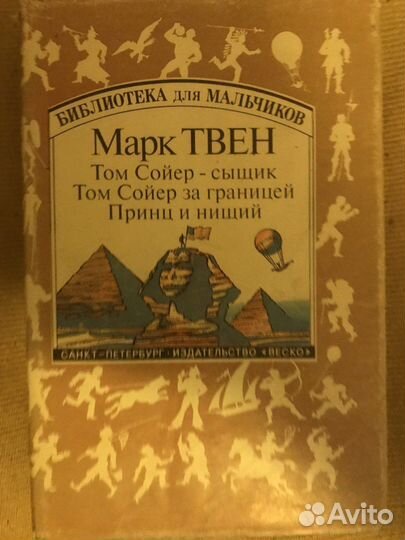 БИБЛИОТЕКА для МАЛЬЧИКОВ
Марк ТВЕН
Том Сойер - сыщик
Том Сойер за границей
Принц и нищий
САНКТ-ПЕТЕРБУРГ · ИЗДАТЕЛЬСТВО «ВЕСКО»
Avito